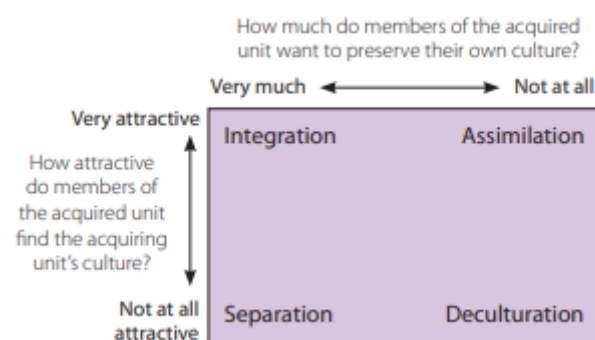 How much do members of the acquired
unit want to preserve their own culture?
Very much Not at all
Very attractive
Integration Assimilation
How attractive
do members of
the acquired unit
find the acquiring
unit's culture?
Not at all
attractive
Separation Deculturation